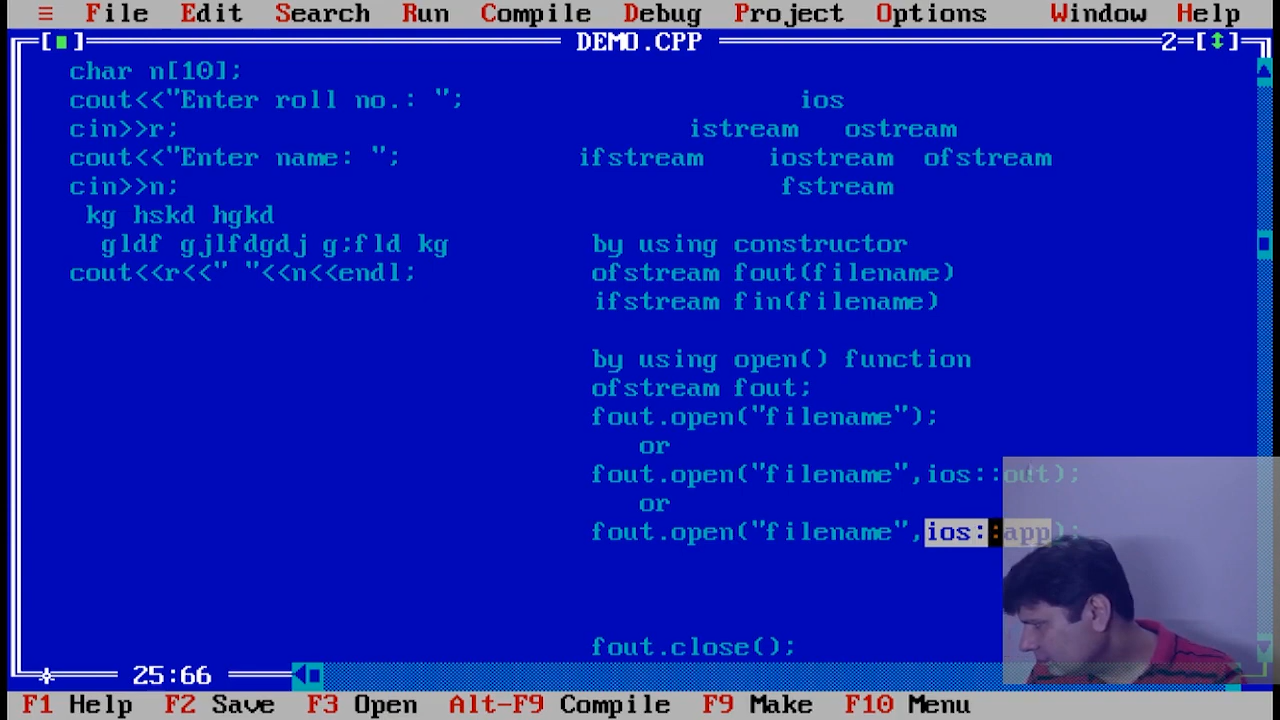 ≡ File Edit Search Run Compile Debug Project Options Window Help
[■] DEMO.CPP 2=[↕]
char n[10];
cout<<"Enter roll no.: "; ios
cin>>r; istream ostream
cout<<"Enter name: "; ifstream iostream ofstream
cin>>n; fstream
kg hskd hgkd
gldf gjlfdgdj g;fld kg by using constructor
cout<<r<<" "<<n<<endl; ofstream fout(filename)
ifstream fin(filename)
by using open() function
ofstream fout;
fout.open("filename");
or
fout.open("filename",ios::out);
or
fout.open("filename",ios::app);
fout.close();
25:66
F1 Help F2 Save F3 Open Alt-F9 Compile F9 Make F10 Menu